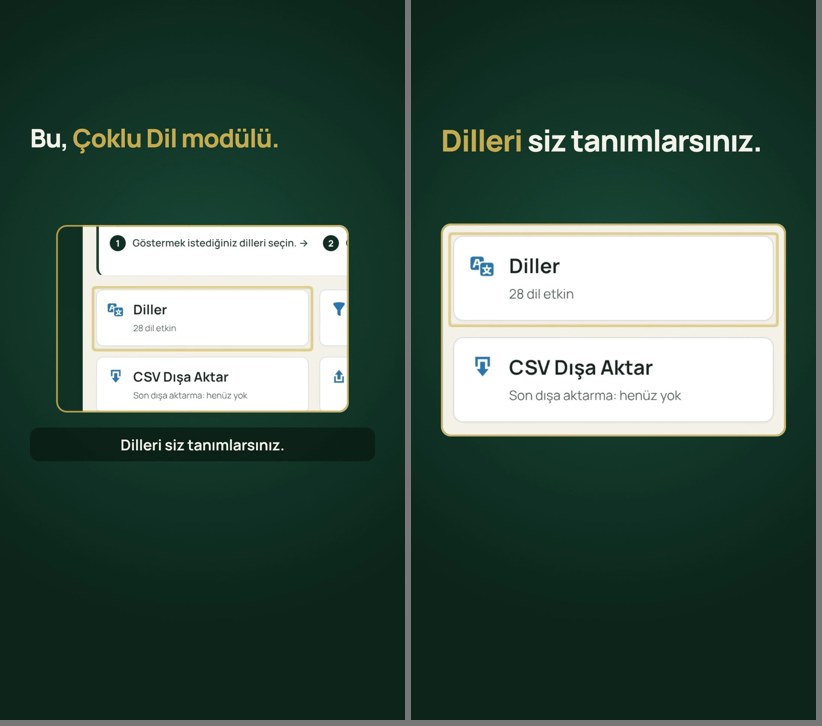 Bu, Çoklu Dil modülü.
1 Göstermek istediğiniz dilleri seçin. → 2
Diller
28 dil etkin
CSV Dışa Aktar
Son dışa aktarma: henüz yok
Dilleri siz tanımlarsınız.
Dilleri siz tanımlarsınız.
Diller
28 dil etkin
CSV Dışa Aktar
Son dışa aktarma: henüz yok